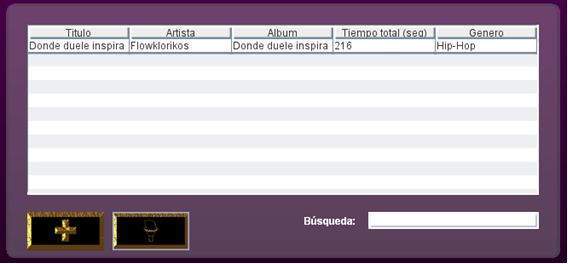 Titulo Artista Album Tiempo total (seg) Genero
Donde duele inspira Flowklorikos Donde duele inspira 216 Hip-Hop
Búsqueda: